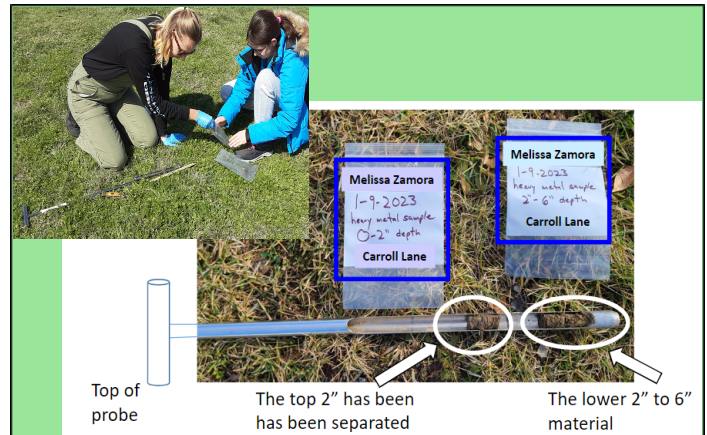 Melissa Zamora
1-9-2023
heavy metal sample
0-2" depth
Carroll Lane
Melissa Zamora
1-9-2023
heavy metal sample
2"-6" depth
Carroll Lane
Top of
probe
The top 2” has been
has been separated
The lower 2” to 6”
material